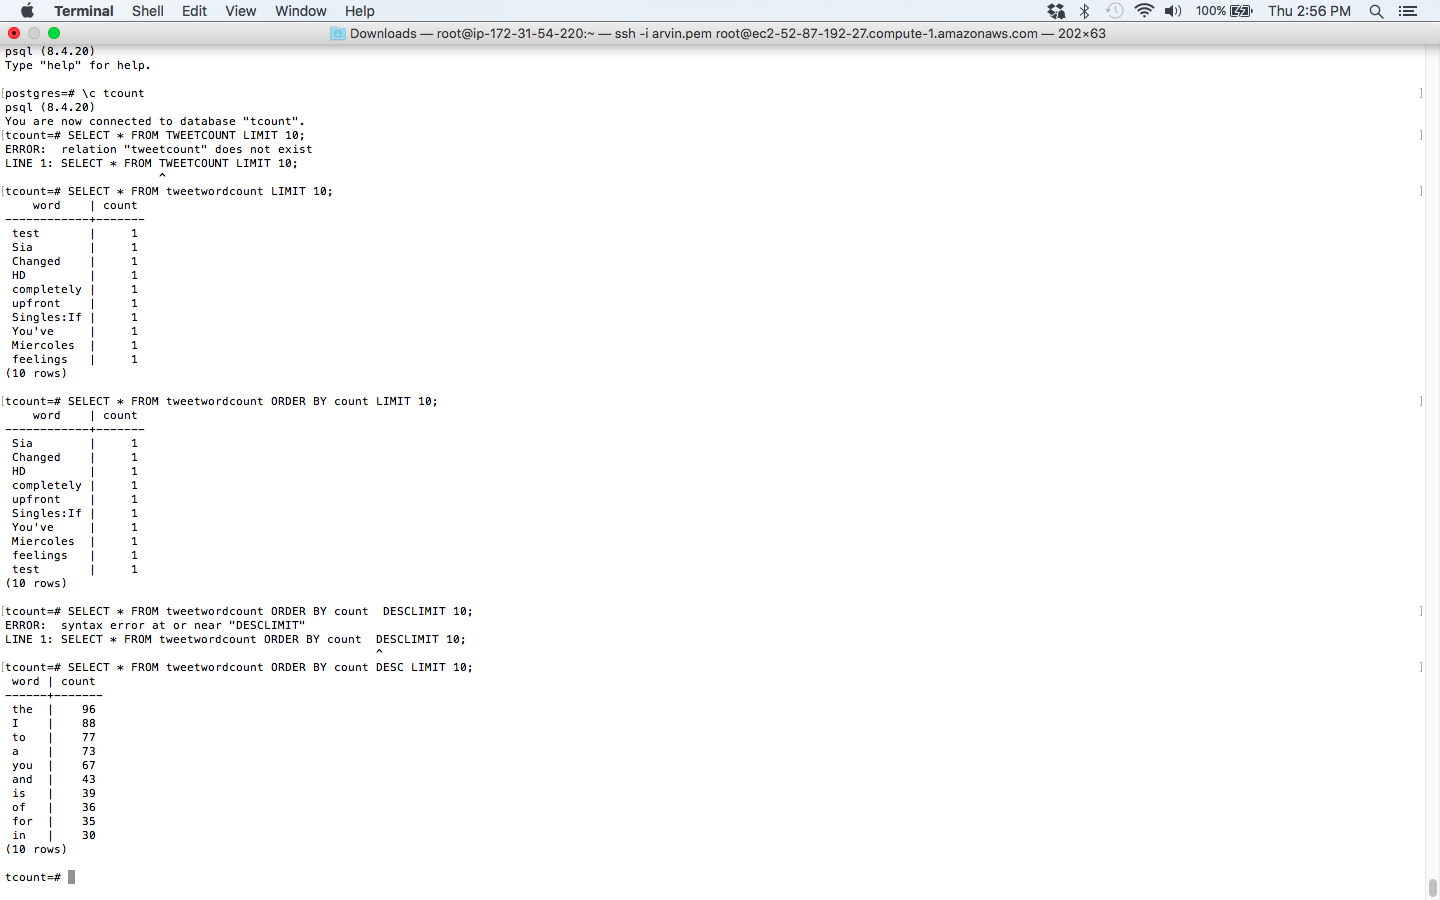 Terminal Shell Edit View Window Help 100% Thu 2:56 PM
Downloads — root@ip-172-31-54-220:~ — ssh -i arvin.pem root@ec2-52-87-192-27.compute-1.amazonaws.com — 202×63
psql (8.4.20)
Type "help" for help.
[postgres=# \c tcount ]
psql (8.4.20)
You are now connected to database "tcount".
[tcount=# SELECT * FROM TWEETCOUNT LIMIT 10; ]
ERROR:  relation "tweetcount" does not exist
LINE 1: SELECT * FROM TWEETCOUNT LIMIT 10;
^
[tcount=# SELECT * FROM tweetwordcount LIMIT 10; ]
word | count
------------+-------
test | 1
Sia | 1
Changed | 1
HD | 1
completely | 1
upfront | 1
Singles:If | 1
You've | 1
Miercoles | 1
feelings | 1
(10 rows)
[tcount=# SELECT * FROM tweetwordcount ORDER BY count LIMIT 10; ]
word | count
------------+-------
Sia | 1
Changed | 1
HD | 1
completely | 1
upfront | 1
Singles:If | 1
You've | 1
Miercoles | 1
feelings | 1
test | 1
(10 rows)
[tcount=# SELECT * FROM tweetwordcount ORDER BY count  DESCLIMIT 10; ]
ERROR:  syntax error at or near "DESCLIMIT"
LINE 1: SELECT * FROM tweetwordcount ORDER BY count  DESCLIMIT 10;
^
[tcount=# SELECT * FROM tweetwordcount ORDER BY count DESC LIMIT 10; ]
word | count
------+-------
the | 96
I | 88
to | 77
a | 73
you | 67
and | 43
is | 39
of | 36
for | 35
in | 30
(10 rows)
tcount=#